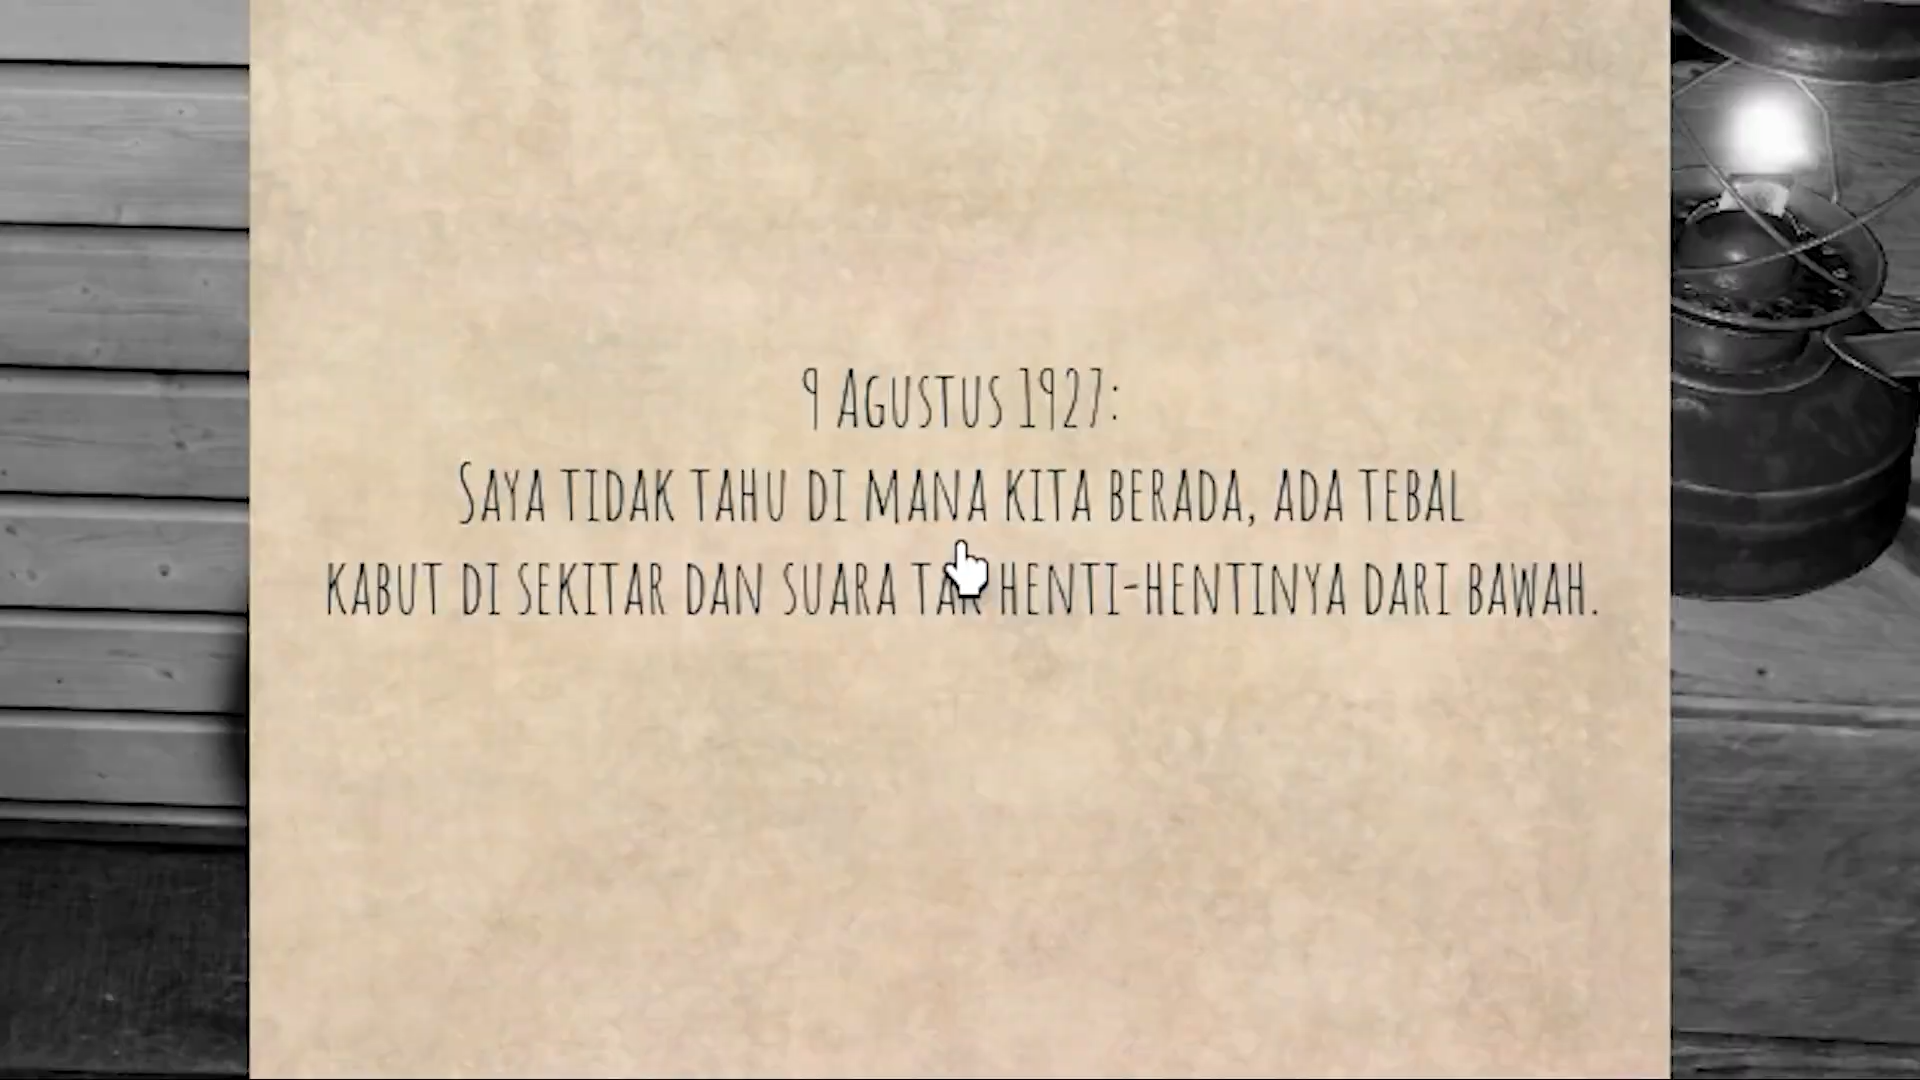 9 Agustus 1927:
Saya tidak tahu di mana kita berada, ada tebal
kabut di sekitar dan suara tak henti-hentinya dari bawah.